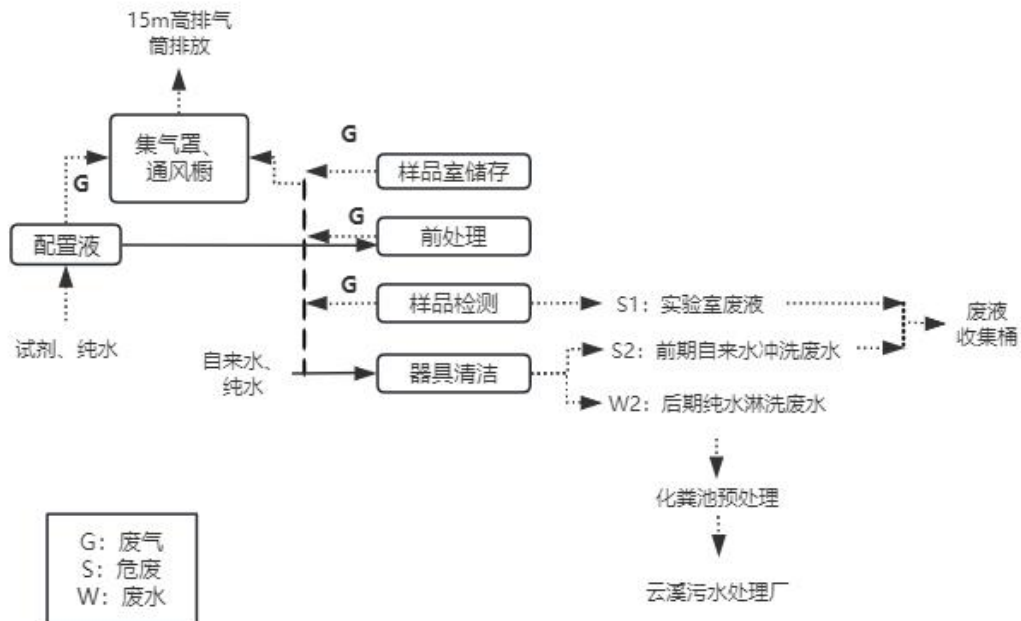 15m高排气
筒排放
G
集气罩、
通风橱
样品室储存
G
G
前处理
配置液
G
样品检测
S1：实验室废液
废液
收集桶
试剂、纯水
自来水、
纯水
器具清洁
S2：前期自来水冲洗废水
W2：后期纯水淋洗废水
化粪池预处理
云溪污水处理厂
G：废气
S：危废
W：废水